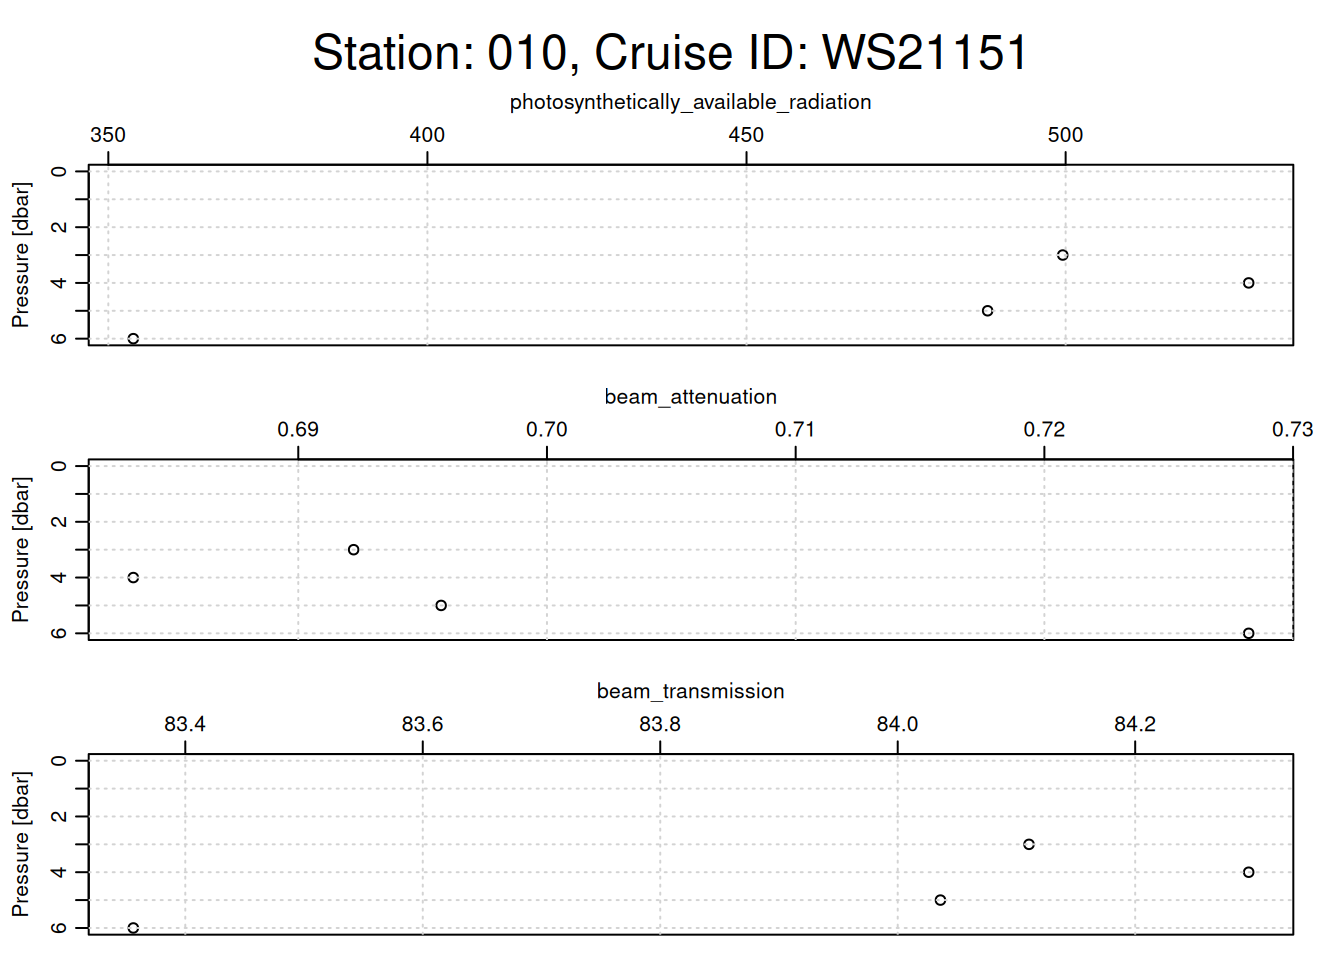 Station: 010, Cruise ID: WS21151
photosynthetically_available_radiation
350 400 450 500
Pressure [dbar]
0
2
4
6
beam_attenuation
0.69 0.70 0.71 0.72 0.73
Pressure [dbar]
0
2
4
6
beam_transmission
83.4 83.6 83.8 84.0 84.2
Pressure [dbar]
0
2
4
6